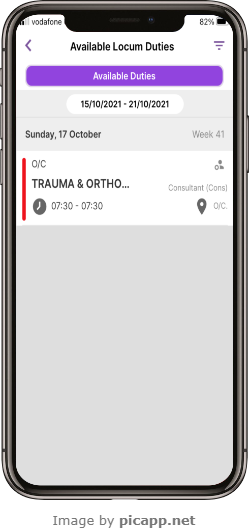 vodafone 82%
Available Locum Duties
Available Duties
15/10/2021 - 21/10/2021
Sunday, 17 October Week 41
O/C
TRAUMA & ORTHO...
Consultant (Cons)
07:30 - 07:30 O/C.
Image by picapp.net